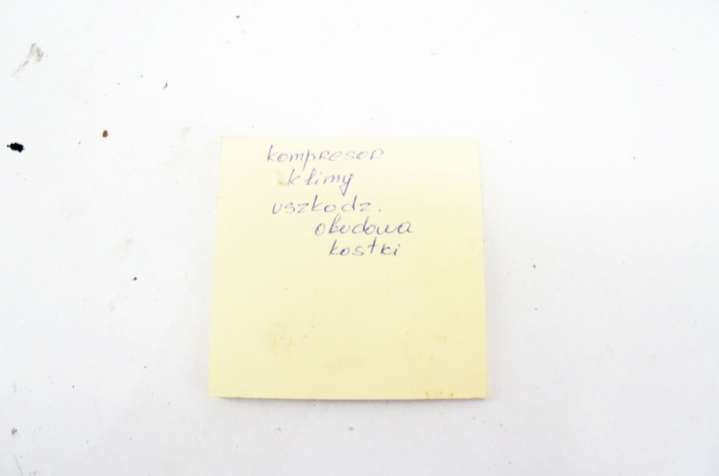 kompresor
klimy
uszkodz.
obudowa
kostki